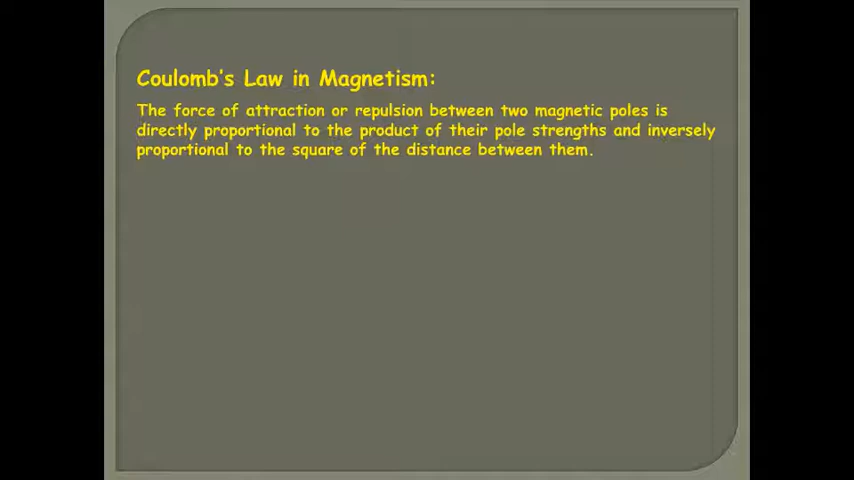 Coulomb's Law in Magnetism:
The force of attraction or repulsion between two magnetic poles is
directly proportional to the product of their pole strengths and inversely
proportional to the square of the distance between them.